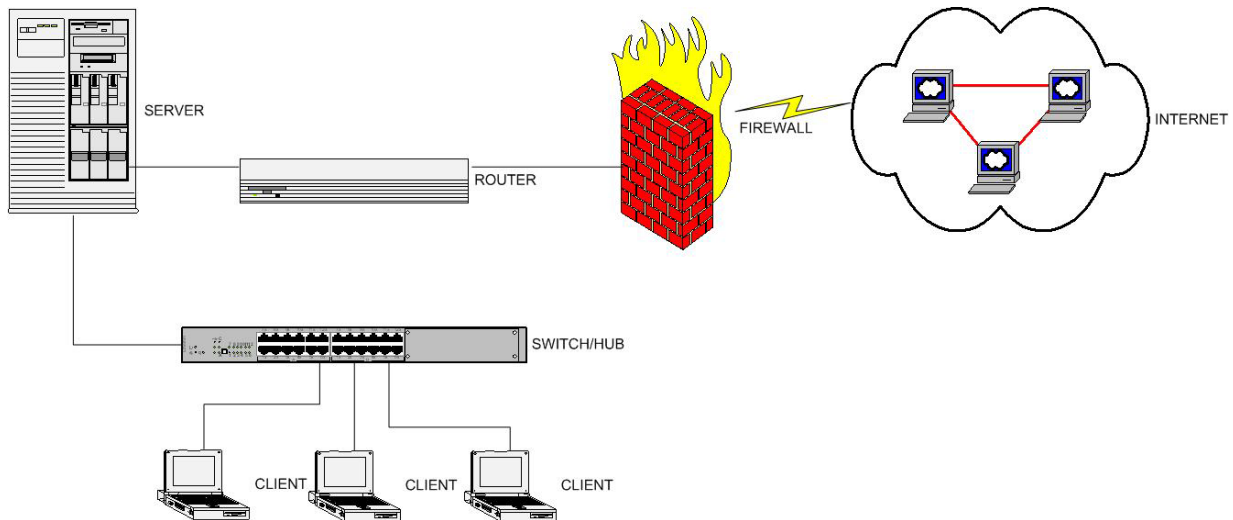 SERVER
ROUTER
FIREWALL
INTERNET
SWITCH/HUB
CLIENT
CLIENT
CLIENT